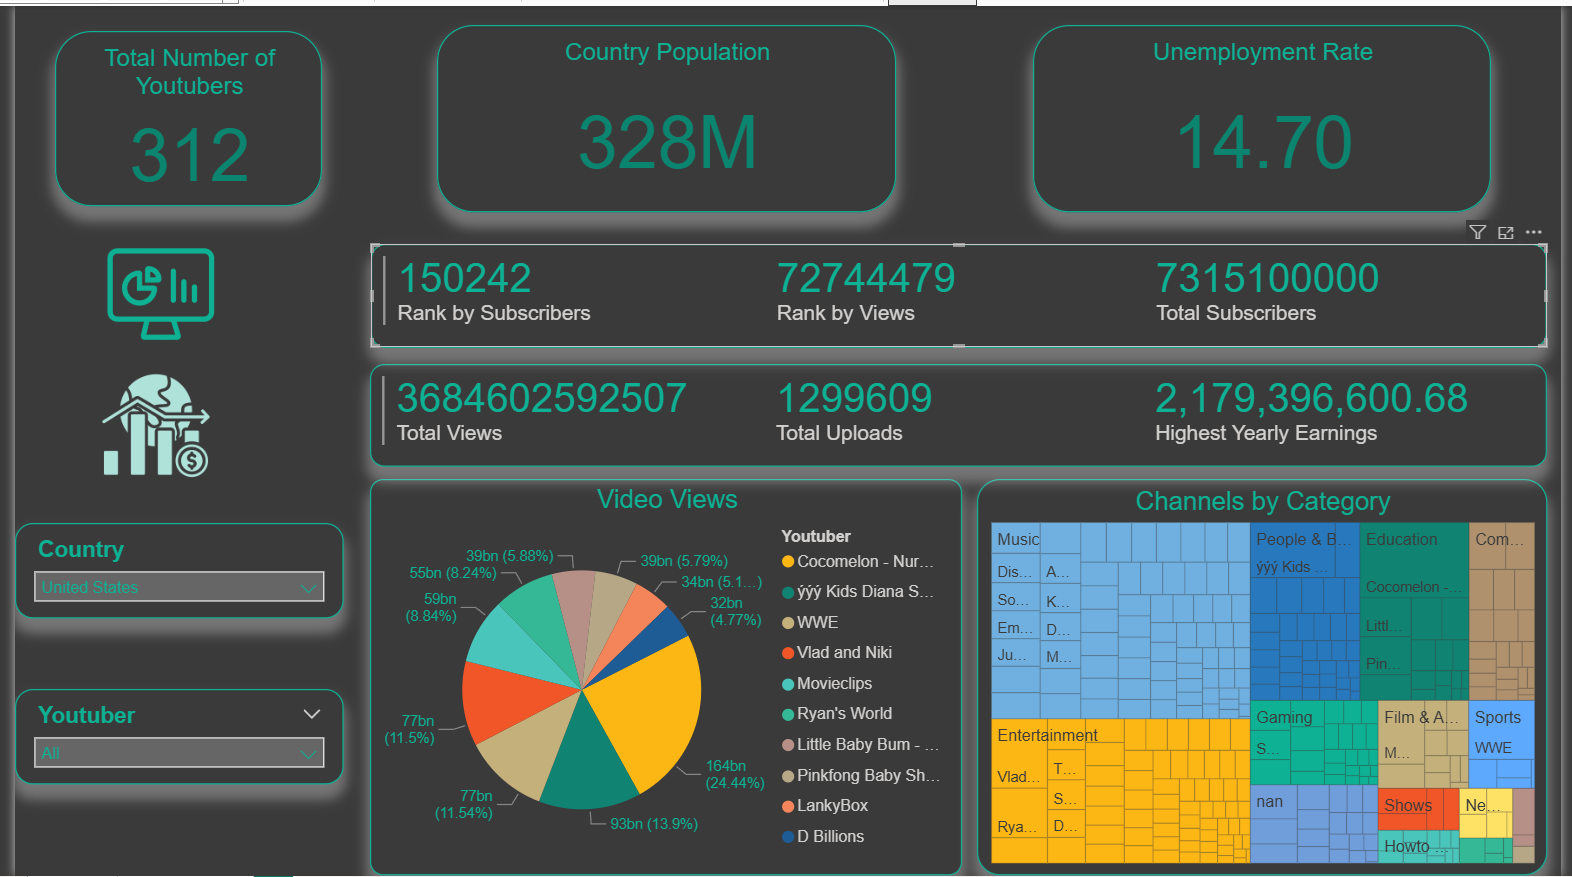 Total Number of
Youtubers
312
Country Population
328M
Unemployment Rate
14.70
150242
Rank by Subscribers
72744479
Rank by Views
7315100000
Total Subscribers
3684602592507
Total Views
1299609
Total Uploads
2,179,396,600.68
Highest Yearly Earnings
Country
United States
Youtuber
All
Video Views
39bn (5.88%)
39bn (5.79%)
55bn (8.24%)
34bn (5.1...)
59bn
(8.84%)
32bn
(4.77%)
77bn
(11.5%)
164bn
(24.44%)
77bn
(11.54%)
93bn (13.9%)
Youtuber
Cocomelon - Nur...
ýýý Kids Diana S...
WWE
Vlad and Niki
Movieclips
Ryan's World
Little Baby Bum - ...
Pinkfong Baby Sh...
LankyBox
D Billions
Channels by Category
Music
Dis...
A...
So...
K...
Em...
D...
Ju...
M...
Entertainment
Vlad...
T...
S...
Rya...
D...
People & B...
ýýý Kids ...
Education
Cocomelon -...
Littl...
Pin...
Com...
Gaming
S...
Film & A...
M...
Sports
WWE
nan
Shows
Ne...
Howto ...